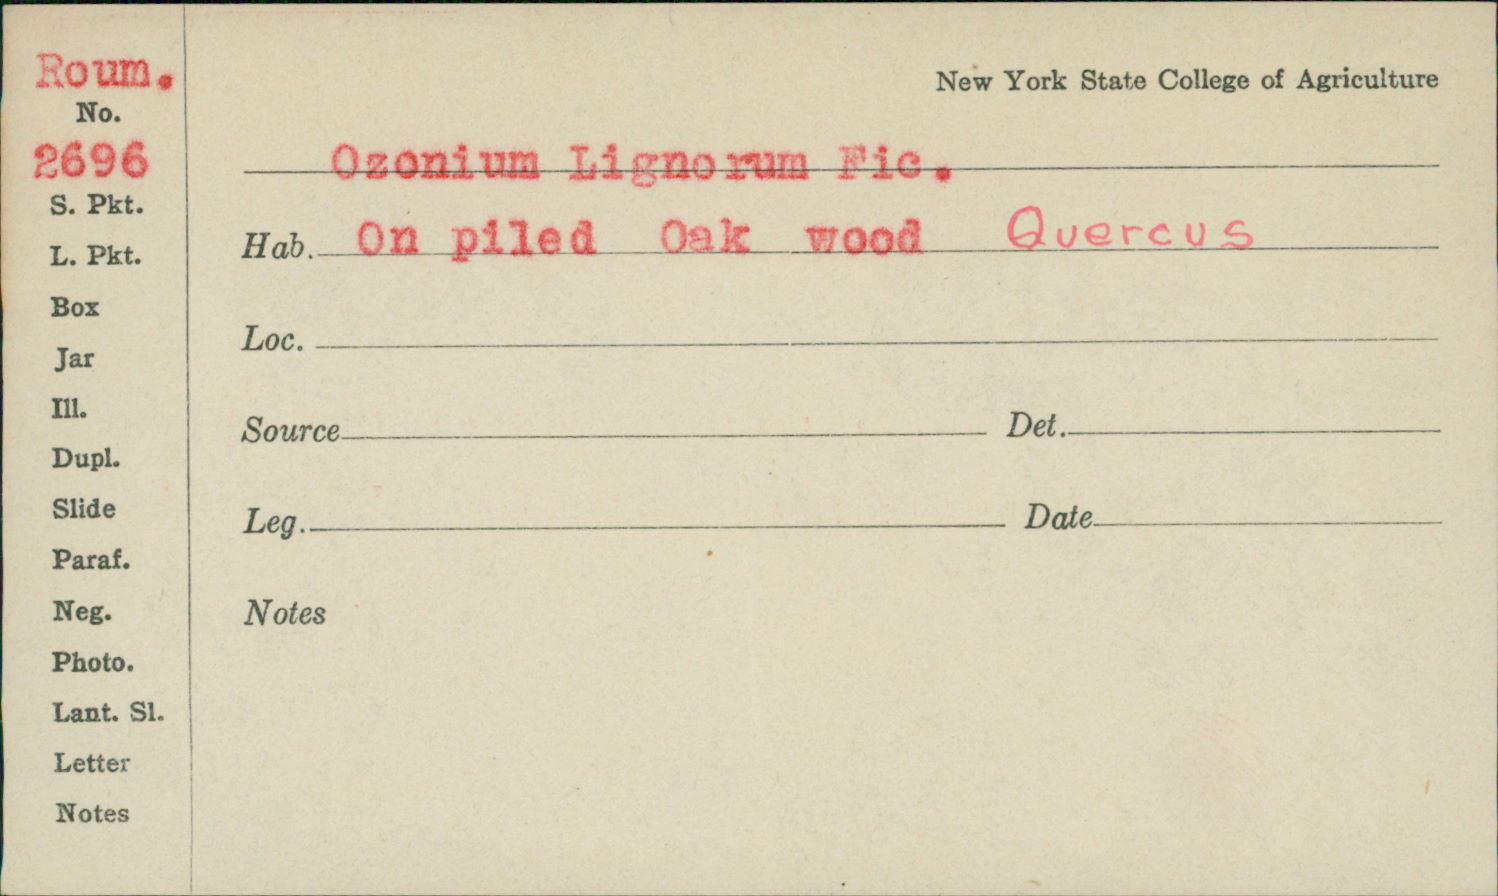 Roum.
No.
2696
S. Pkt.
L. Pkt.
Box
Jar
Ill.
Dupl.
Slide
Paraf.
Neg.
Photo.
Lant. Sl.
Letter
Notes
New York State College of Agriculture
Ozonium Lignorum Fic.
Hab. On piled Oak wood Quercus
Loc.
Source Det.
Leg. Date
Notes